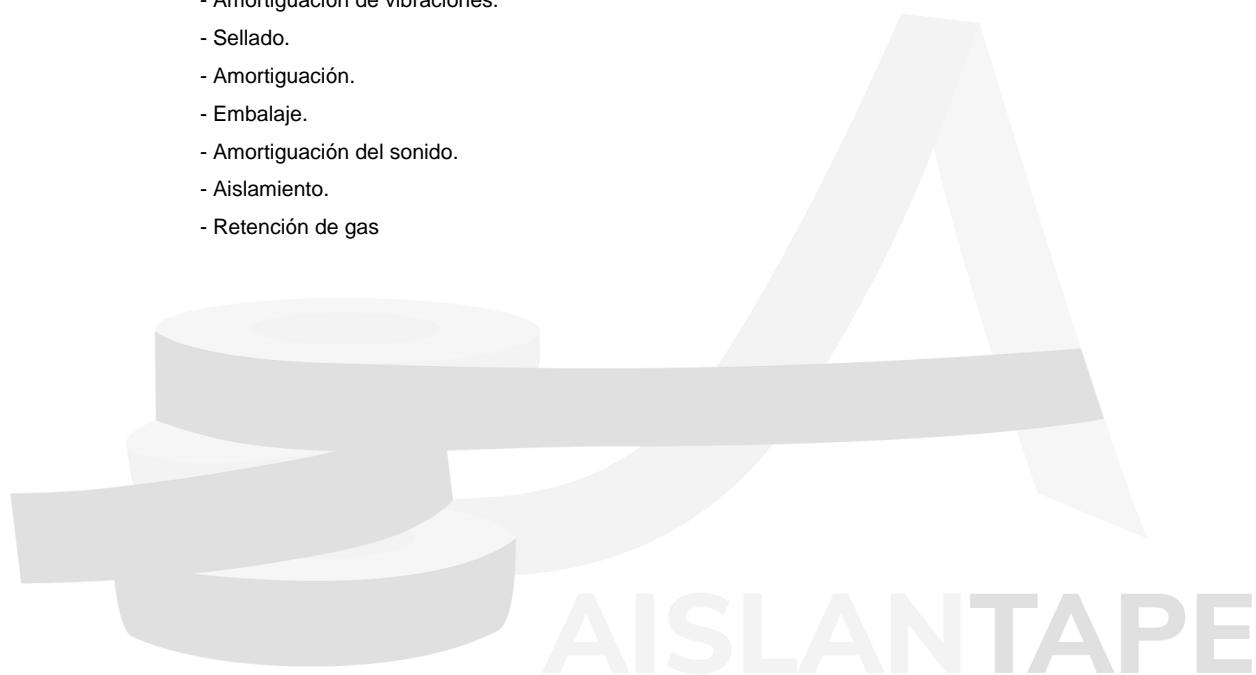 - Amortiguación de vibraciones.
- Sellado.
- Amortiguación.
- Embalaje.
- Amortiguación del sonido.
- Aislamiento.
- Retención de gas
AISLANTAPE